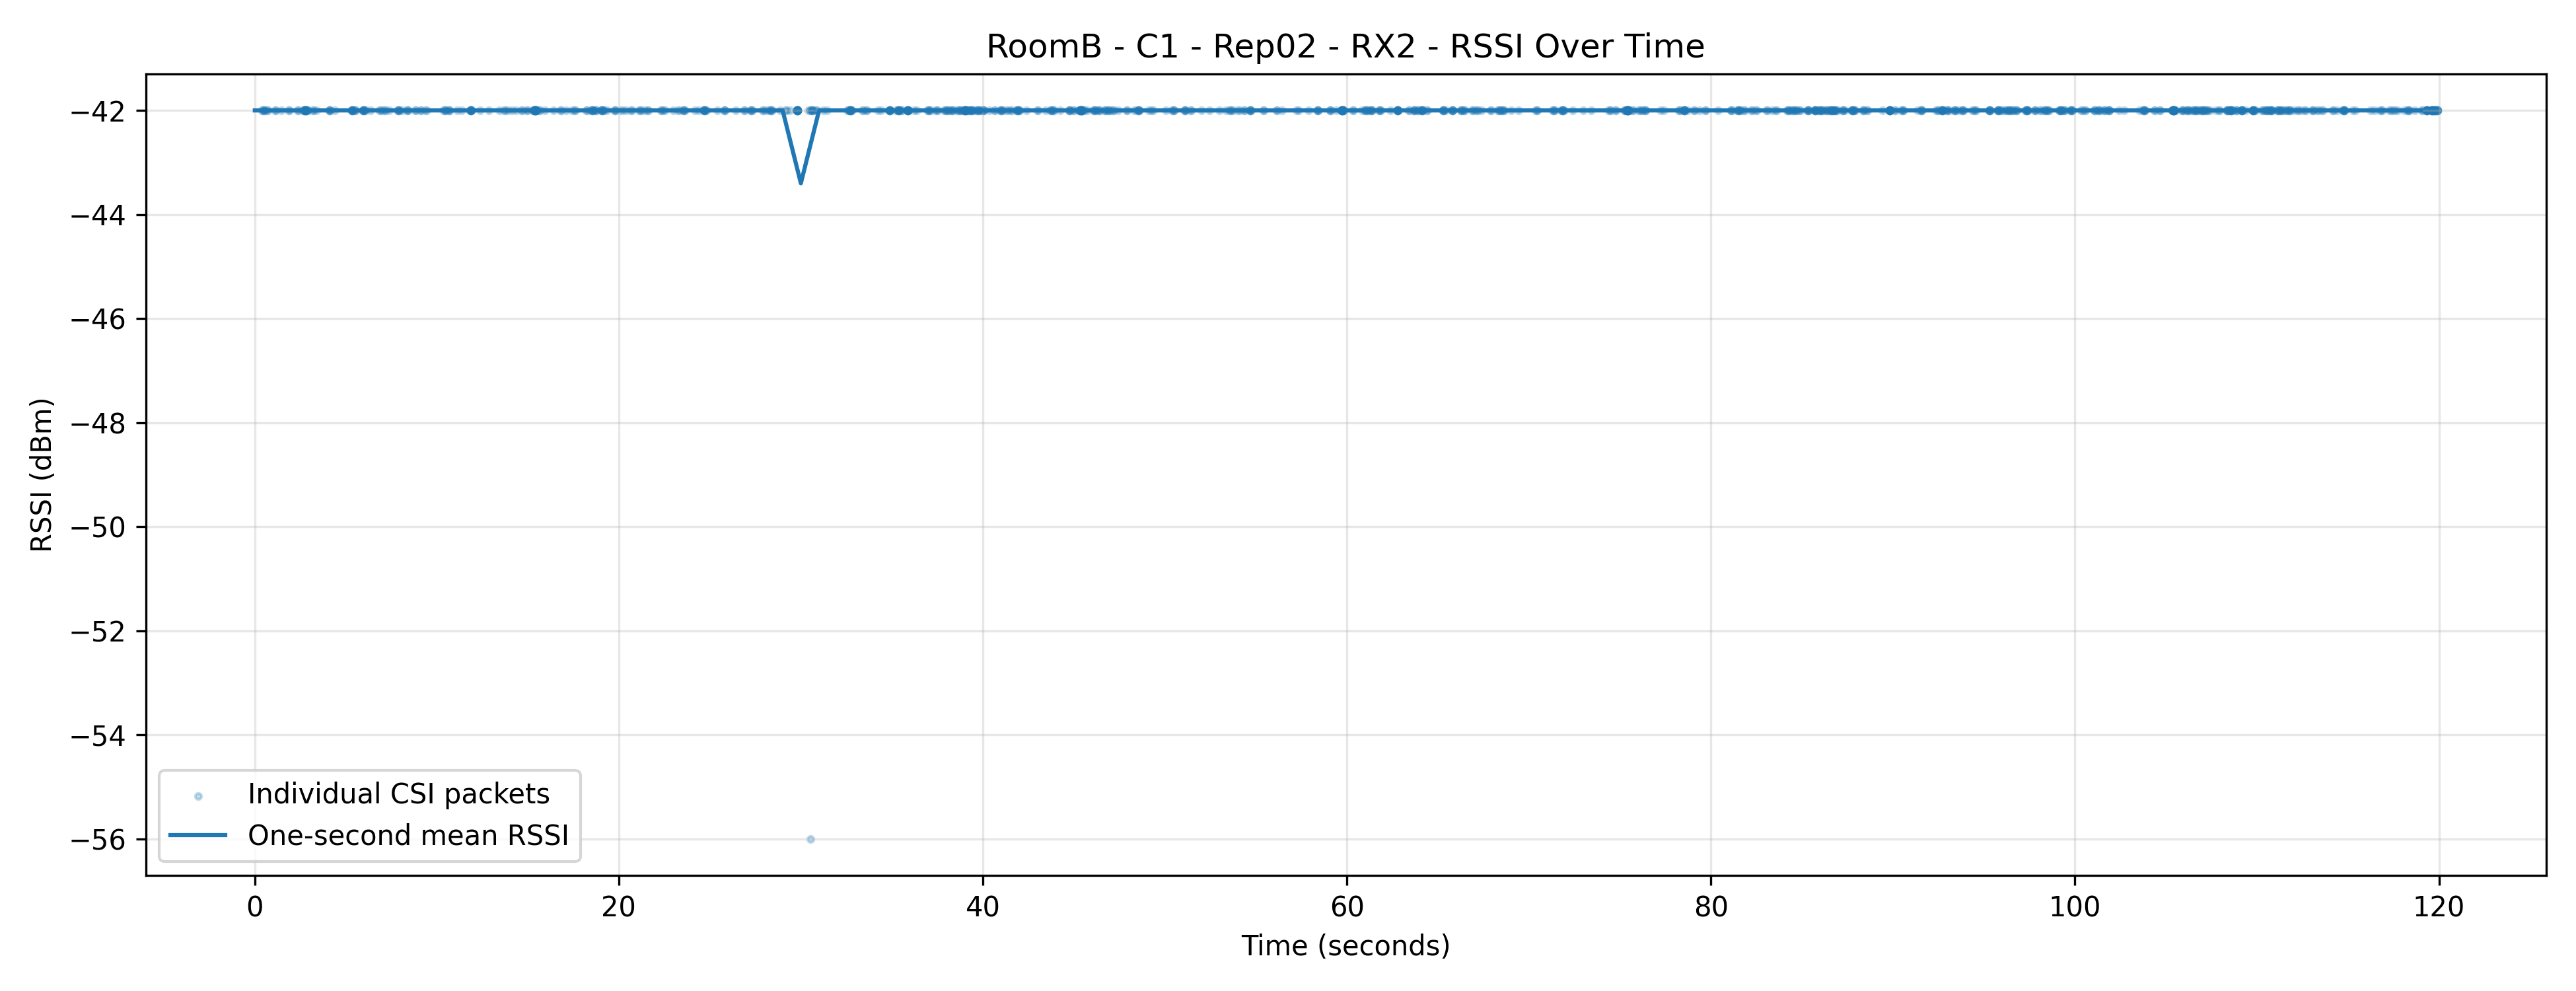 RoomB - C1 - Rep02 - RX2 - RSSI Over Time
RSSI (dBm)
−42
−44
−46
−48
−50
−52
−54
−56
Individual CSI packets
One-second mean RSSI
0 20 40 60 80 100 120
Time (seconds)